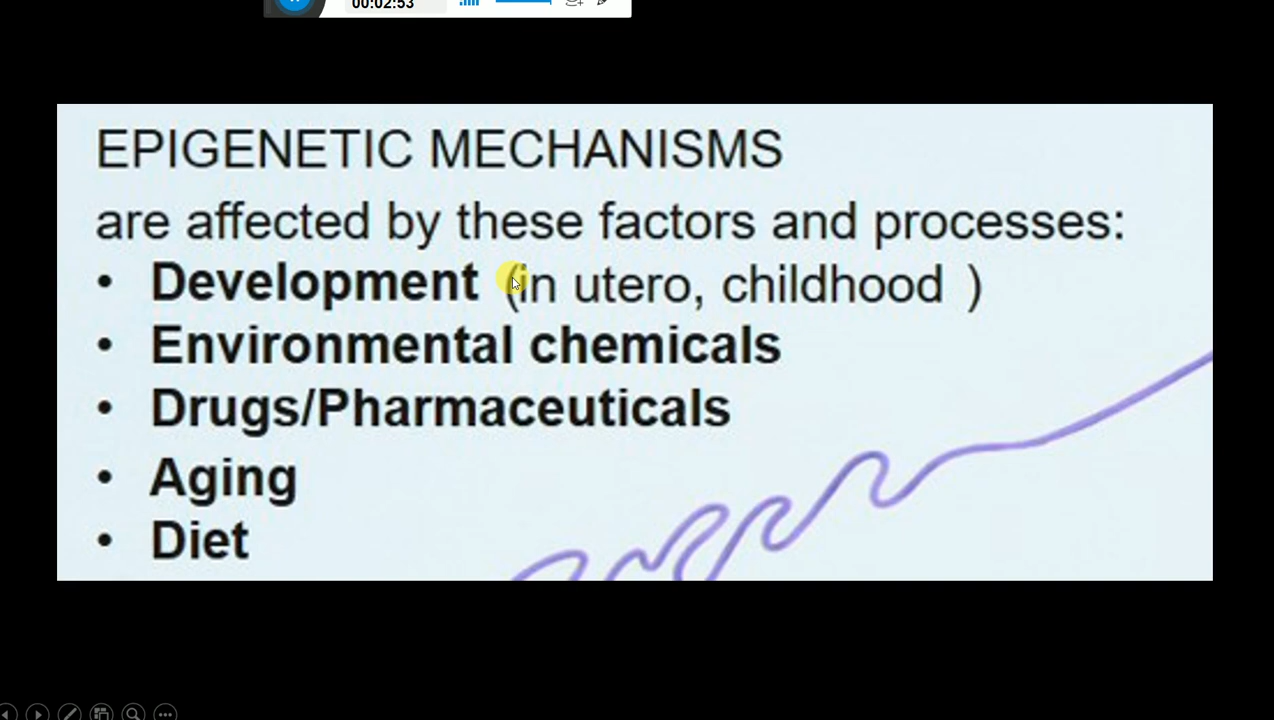 00:02:53
EPIGENETIC MECHANISMS
are affected by these factors and processes:
• Development (in utero, childhood )
• Environmental chemicals
• Drugs/Pharmaceuticals
• Aging
• Diet